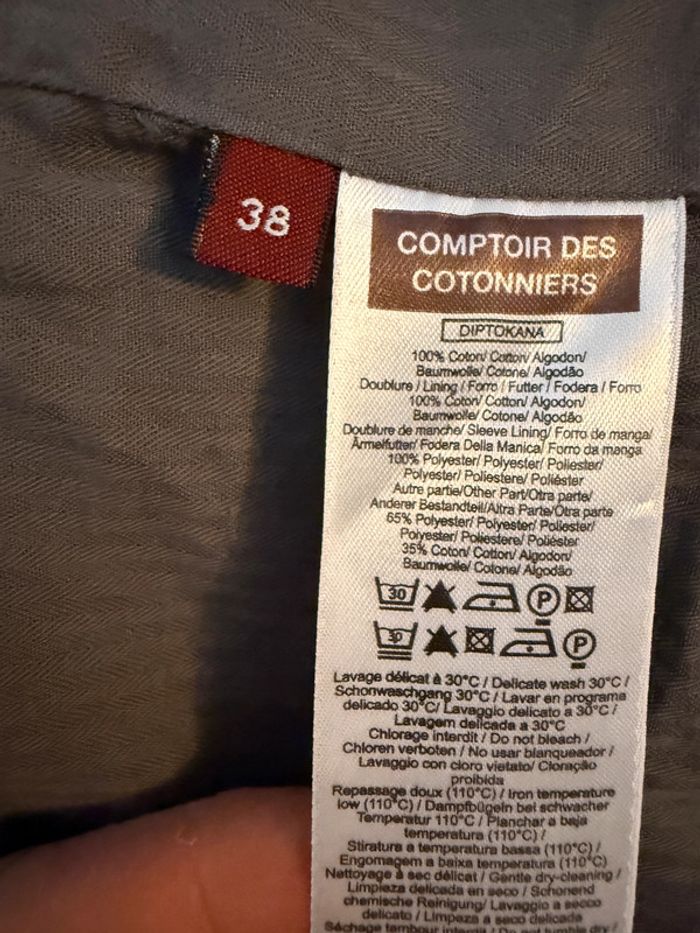 38
COMPTOIR DES
COTONNIERS
DIPTOKANA
100% Coton/ Cotton/ Algodon/
Baumwolle/ Cotone/ Algodão
Doublure / Lining / Forro / Futter / Fodera / Forro
100% Coton/ Cotton/ Algodon/
Baumwolle/ Cotone/ Algodão
Doublure de manche/ Sleeve Lining/ Forro de manga/
Ärmelfutter/ Fodera Della Manica/ Forro da manga
100% Polyester/ Polyester/ Poliester/
Polyester/ Poliestere/ Poliéster
Autre partie/Other Part/Otra parte/
Anderer Bestandteil/Altra Parte/Otra parte
65% Polyester/ Polyester/ Poliester/
Polyester/ Poliestere/ Poliéster
35% Coton/ Cotton/ Algodon/
Baumwolle/ Cotone/ Algodão
30 P
30 P
Lavage délicat à 30°C / Delicate wash 30°C /
Schonwaschgang 30°C / Lavar en programa
delicado 30°C/ Lavaggio delicato a 30°C /
Lavagem delicada a 30°C
Chlorage interdit / Do not bleach /
Chloren verboten / No usar blanqueador /
Lavaggio con cloro vietato/ Cloração
proibida
Repassage doux (110°C) / Iron temperature
low (110°C) / Dampfbügeln bei schwacher
Temperatur 110°C / Planchar a baja
temperatura (110°C) /
Stiratura a temperatura bassa (110°C) /
Engomagem a baixa temperatura (110°C)
Nettoyage à sec délicat / Gentle dry-cleaning /
Limpieza delicada en seco / Schonend
chemische Reinigung/ Lavaggio a secco
delicato / Limpeza a seco delicada
Séchage tambour interdit / Do not tumble dry /